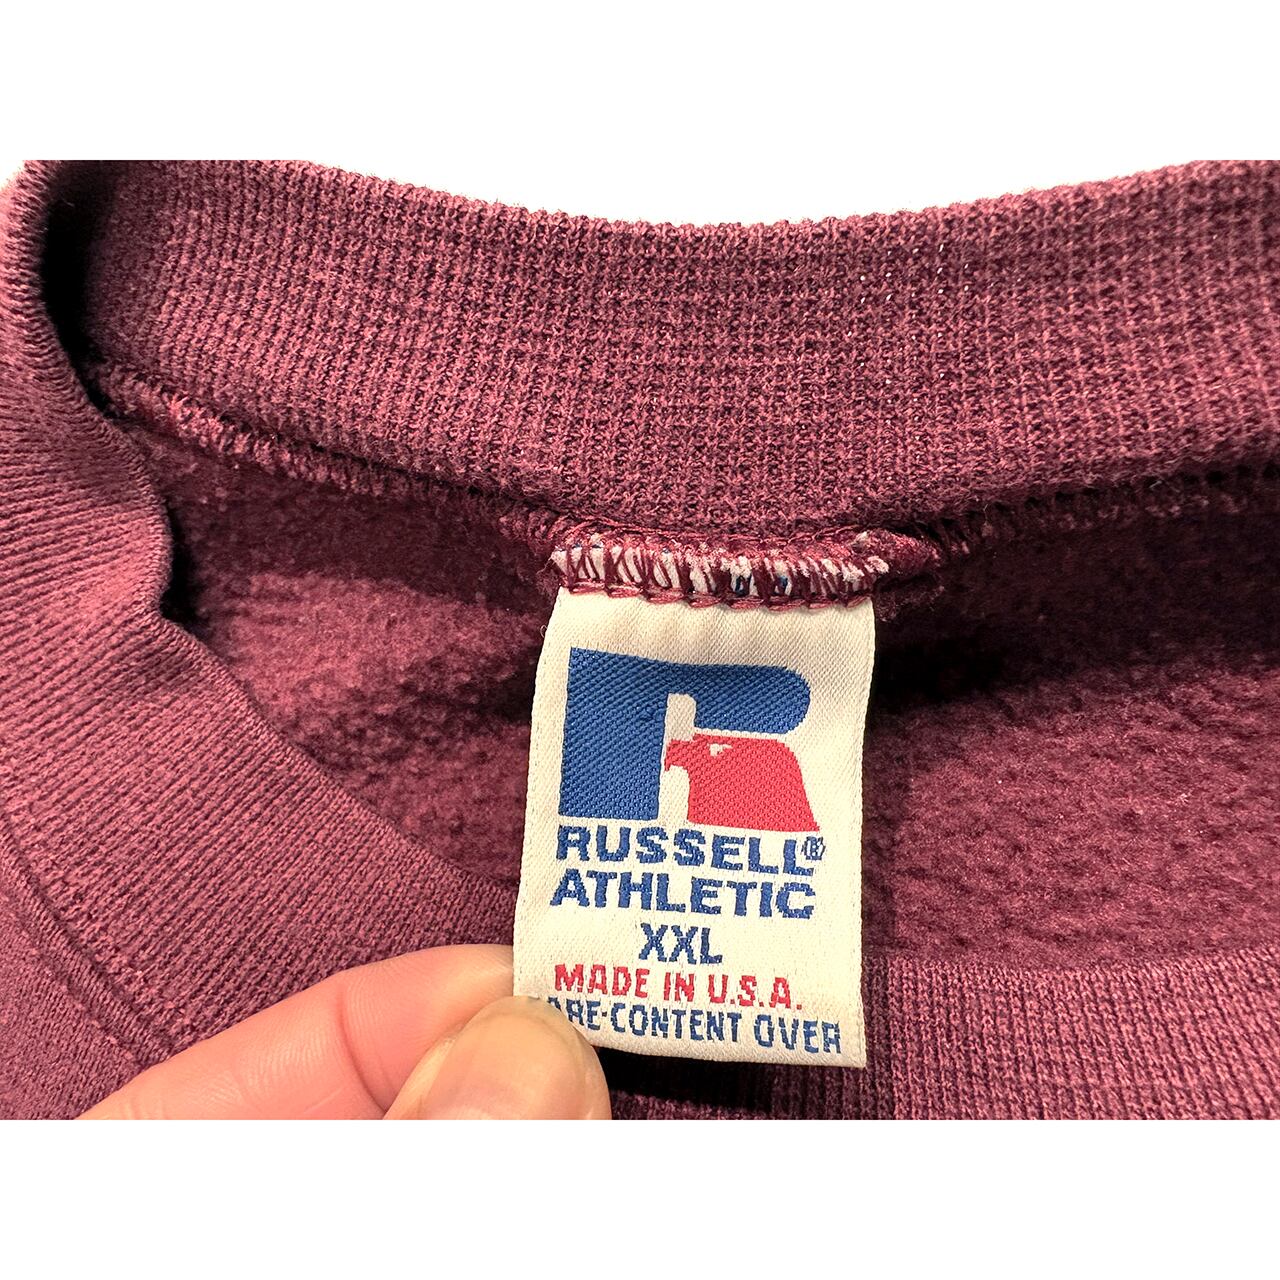 RUSSELL®
ATHLETIC
XXL
MADE IN U.S.A.
CONTENT OVER